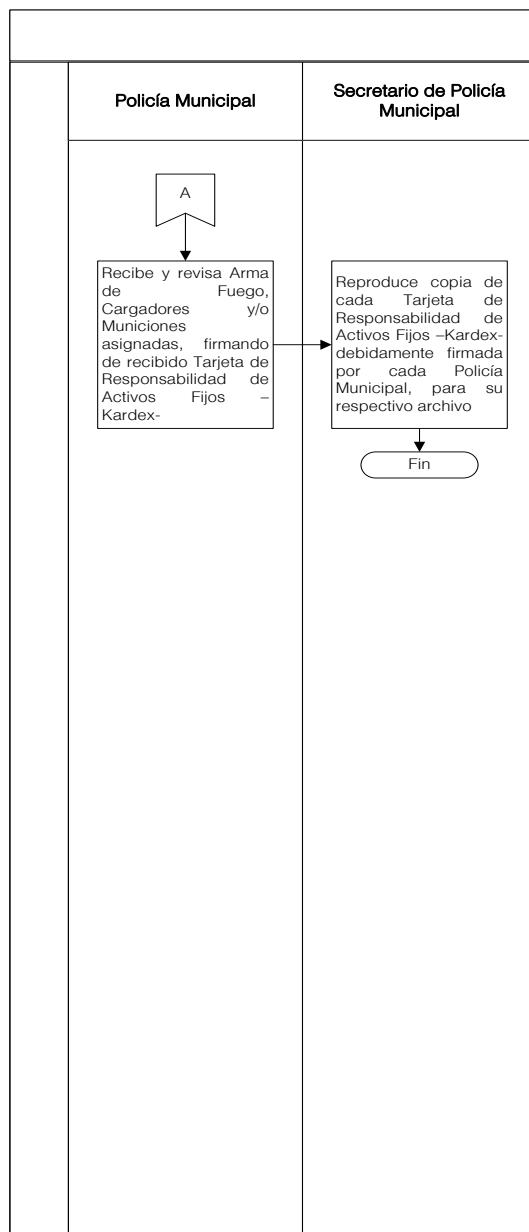 Policía Municipal
Secretario de Policía
Municipal
A
Recibe y revisa Arma
de Fuego,
Cargadores y/o
Municiones
asignadas, firmando
de recibido Tarjeta de
Responsabilidad de
Activos Fijos –
Kardex-
Reproduce copia de
cada Tarjeta de
Responsabilidad de
Activos Fijos –Kardex-
debidamente firmada
por cada Policía
Municipal, para su
respectivo archivo
Fin